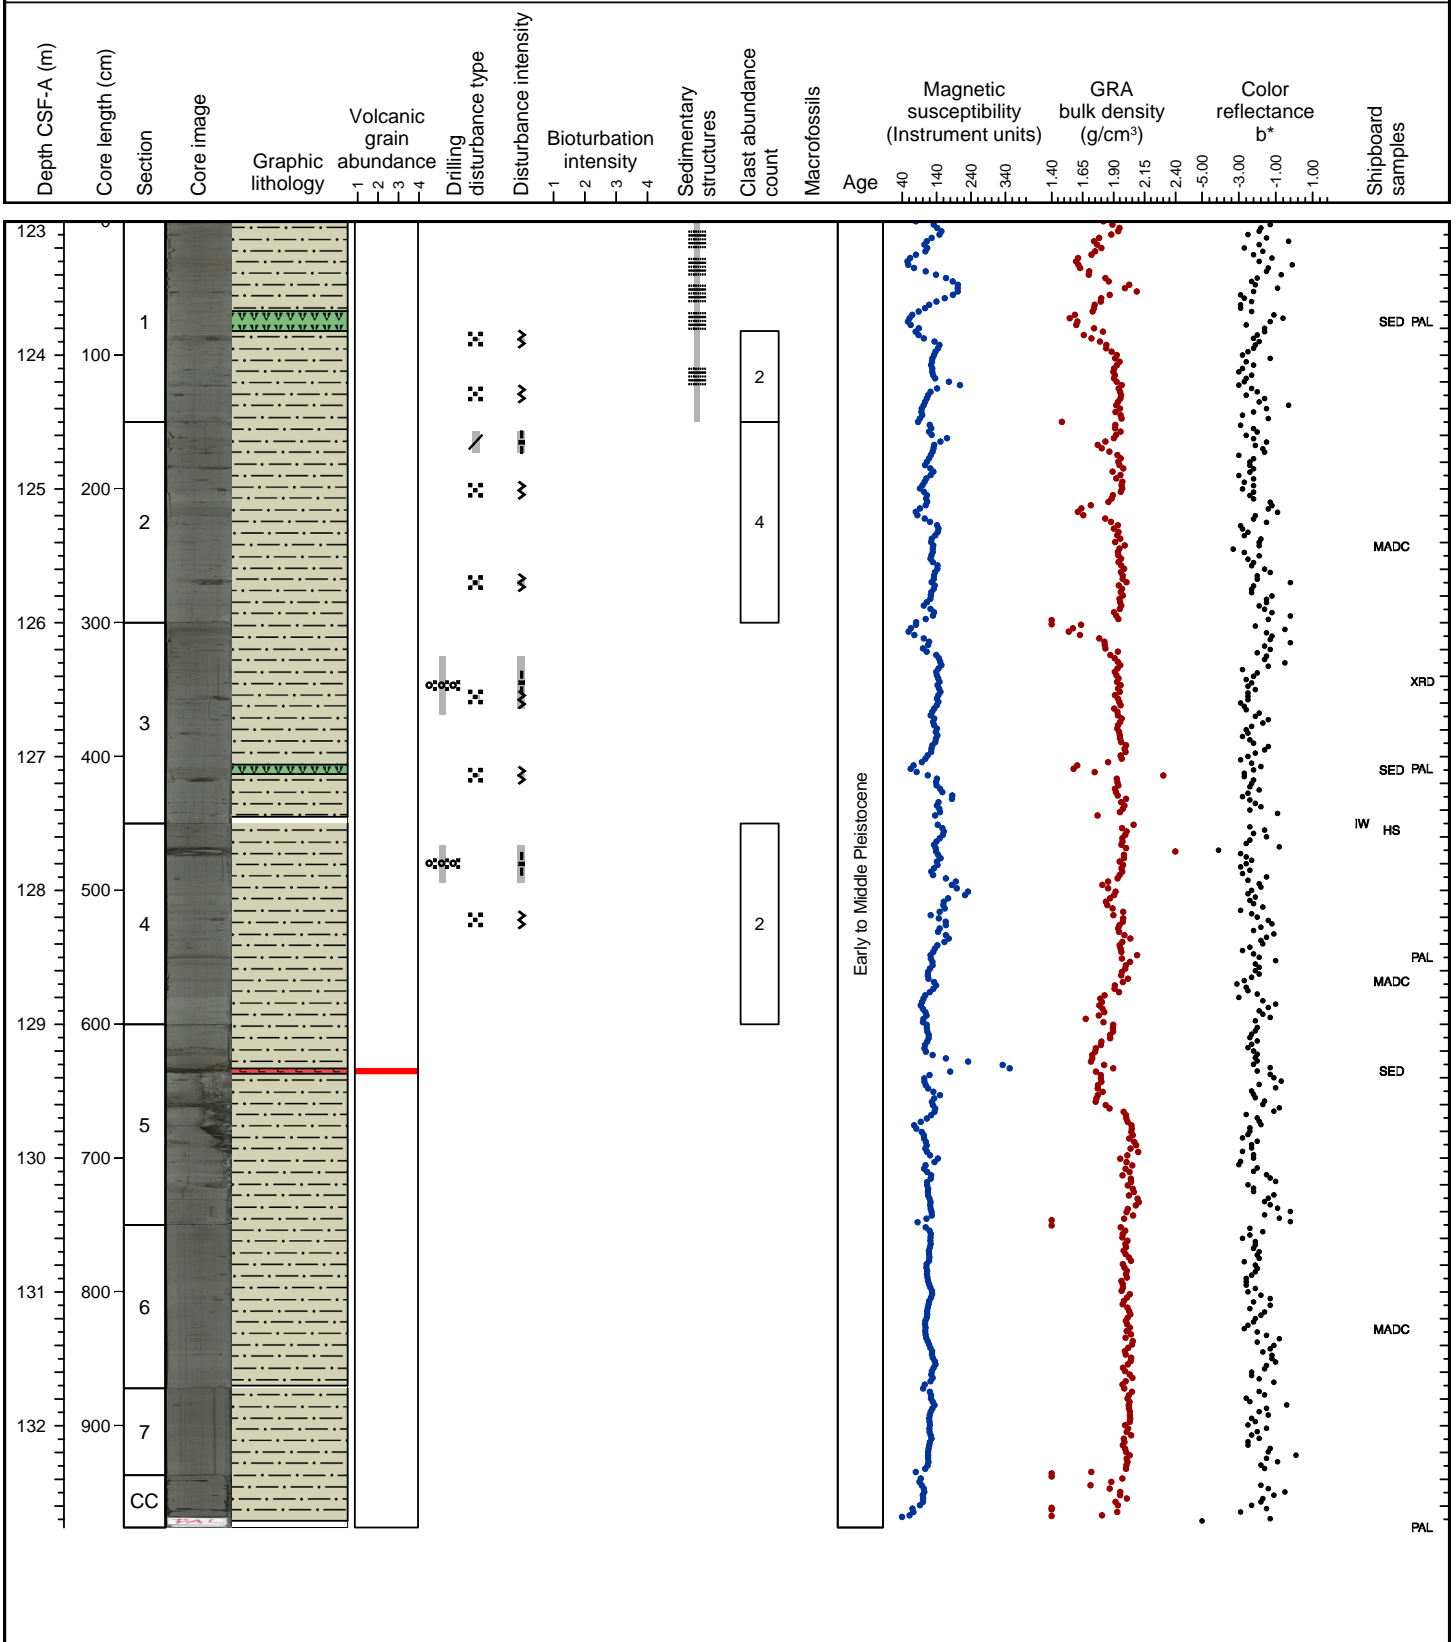 Depth CSF-A (m)
Core length (cm)
Section
Core image
Graphic
lithology
Volcanic
grain
abundance
1 2 3 4
Drilling
disturbance type
Disturbance intensity
Bioturbation
intensity
1 2 3 4
Sedimentary
structures
Clast abundance
count
Macrofossils
Age
Magnetic
susceptibility
(Instrument units)
40 140 240 340
GRA
bulk density
(g/cm³)
1.40 1.65 1.90 2.15 2.40
Color
reflectance
b*
-5.00 -3.00 -1.00 1.00
Shipboard
samples
123 0
1 SED PAL
124 100
2
125 200
2 4
MADC
126 300
XRD
3
127 400
SED PAL
IW HS
128 500
4 2
Early to Middle Pleistocene
PAL
MADC
129 600
SED
5
130 700
131 800
6
MADC
132 900
7
CC
PAL
PAL